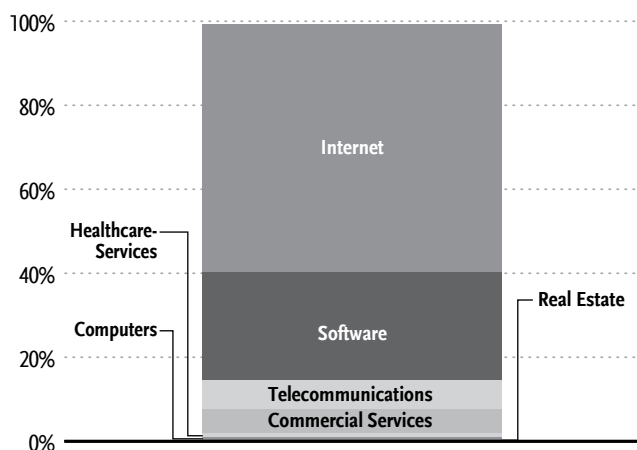 100%
80%
Internet
60%
Healthcare-
Services
40%
Real Estate
Computers
Software
20%
Telecommunications
Commercial Services
0%